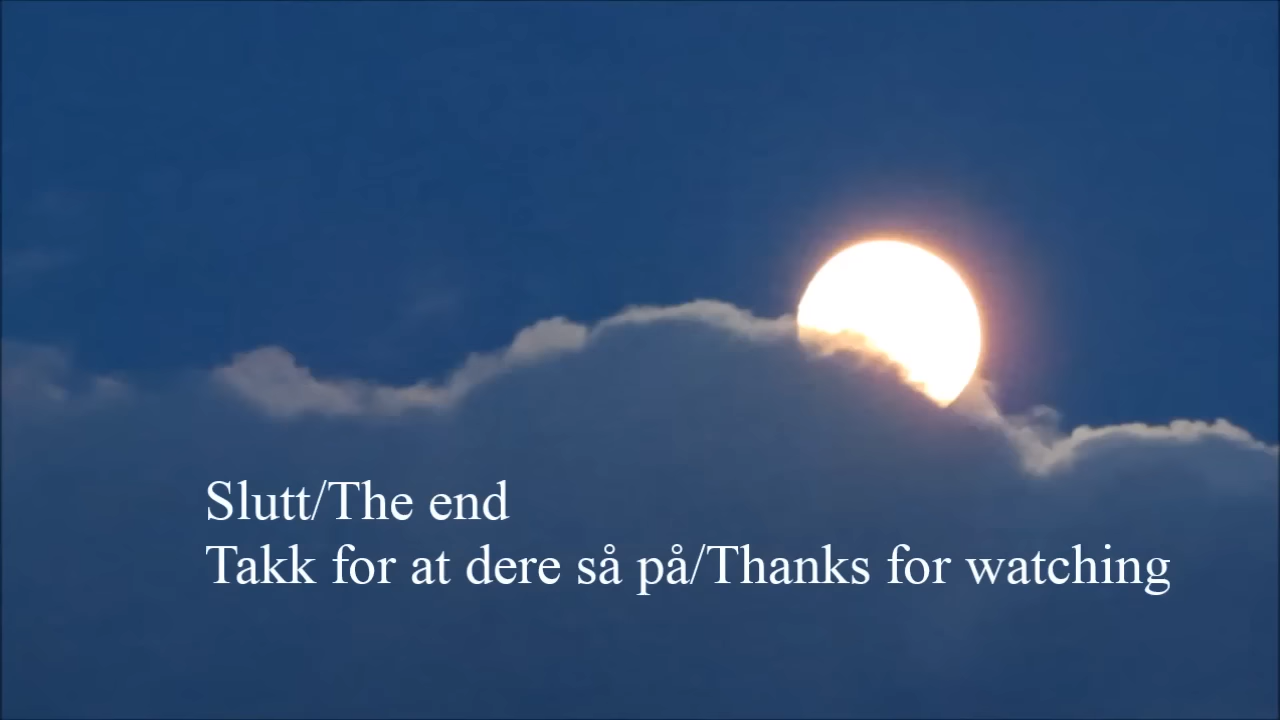 Slutt/The end
Takk for at dere så på/Thanks for watching